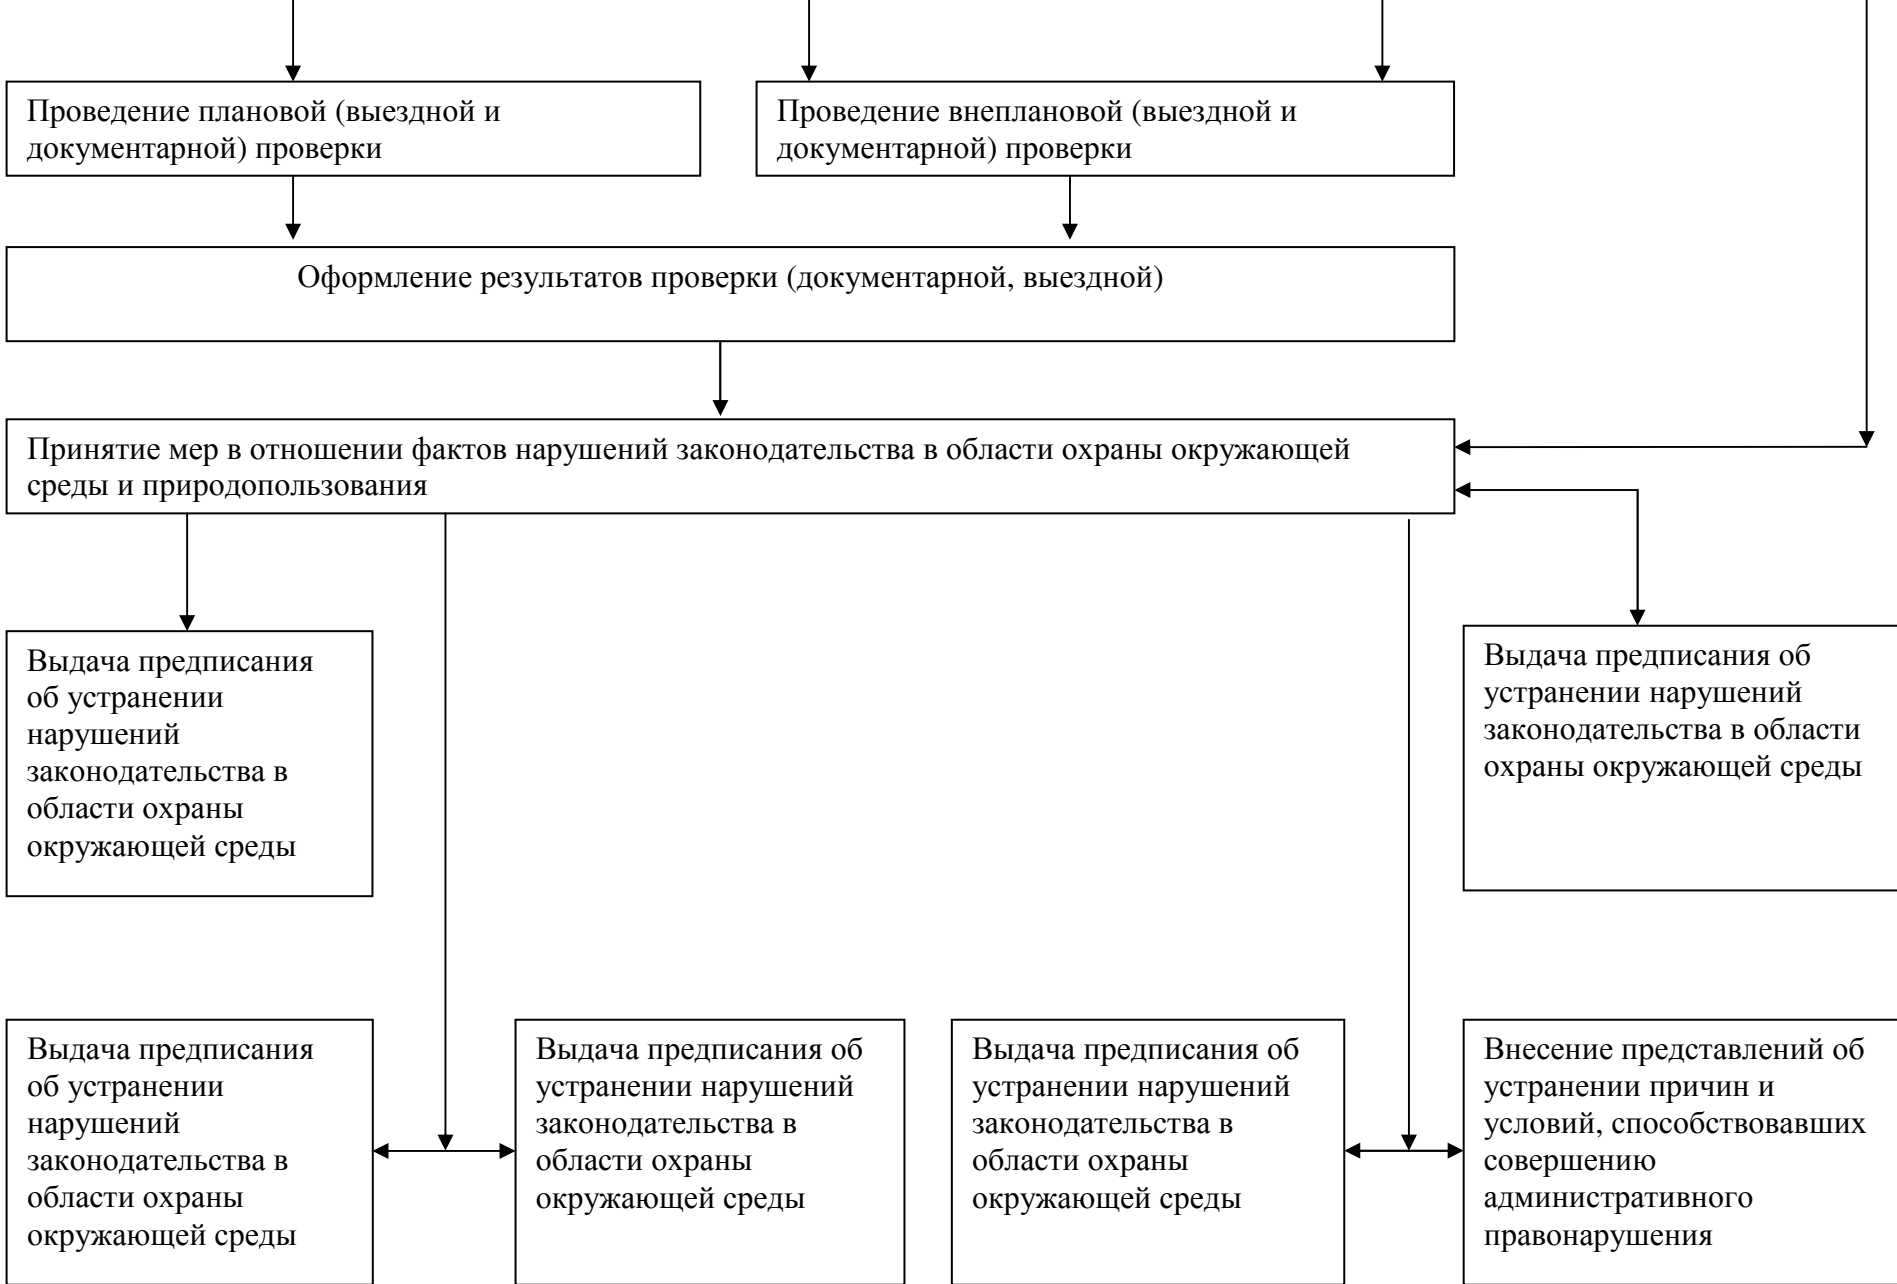 Проведение плановой (выездной и
документарной) проверки
Проведение внеплановой (выездной и
документарной) проверки
Оформление результатов проверки (документарной, выездной)
Принятие мер в отношении фактов нарушений законодательства в области охраны окружающей
среды и природопользования
Выдача предписания
об устранении
нарушений
законодательства в
области охраны
окружающей среды
Выдача предписания об
устранении нарушений
законодательства в области
охраны окружающей среды
Выдача предписания
об устранении
нарушений
законодательства в
области охраны
окружающей среды
Выдача предписания об
устранении нарушений
законодательства в
области охраны
окружающей среды
Выдача предписания об
устранении нарушений
законодательства в
области охраны
окружающей среды
Внесение представлений об
устранении причин и
условий, способствовавших
совершению
административного
правонарушения